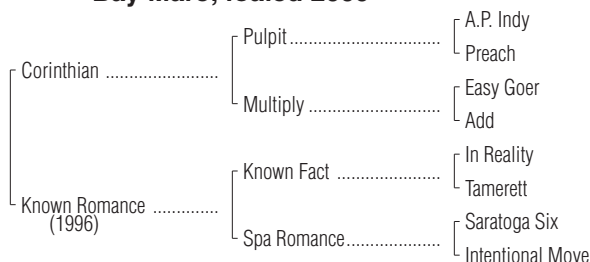 Bay Mare; foaled
A.P. Indy
Pulpit
Preach
Corinthian
Easy Goer
Multiply
Add
In Reality
Known Fact
Tamerett
Known Romance
(1996)
Saratoga Six
Spa Romance
Intentional Move